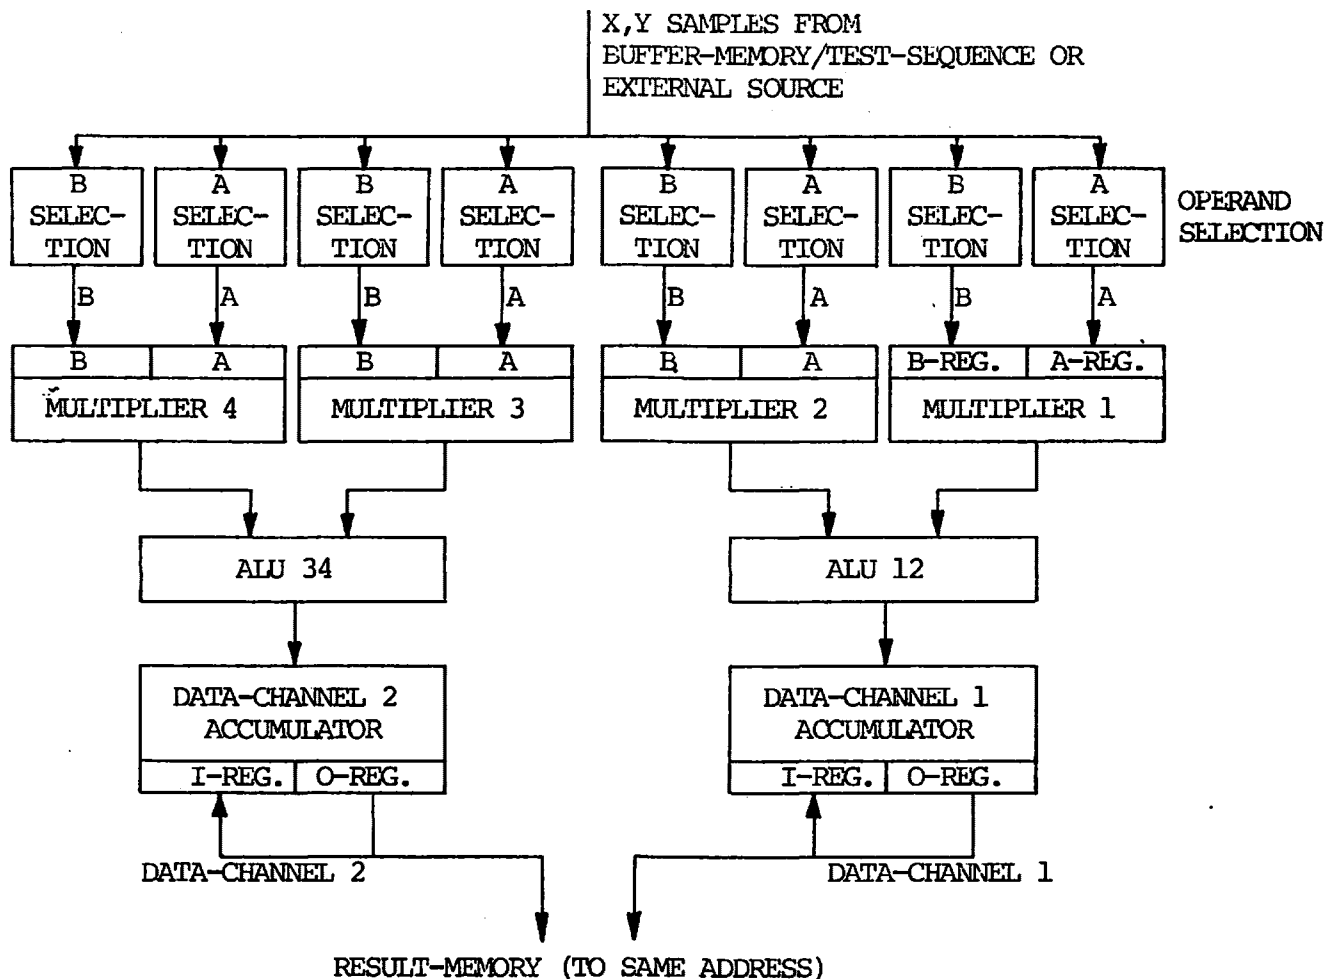 X,Y SAMPLES FROM
BUFFER-MEMORY/TEST-SEQUENCE OR
EXTERNAL SOURCE
B SELEC- TION
A SELEC- TION
B SELEC- TION
A SELEC- TION
B SELEC- TION
A SELEC- TION
B SELEC- TION
A SELEC- TION
OPERAND
SELECTION
B A B A B A B A
B A B A B A B-REG. A-REG.
MULTIPLIER 4 MULTIPLIER 3 MULTIPLIER 2 MULTIPLIER 1
ALU 34 ALU 12
DATA-CHANNEL 2
ACCUMULATOR
I-REG. O-REG.
DATA-CHANNEL 1
ACCUMULATOR
I-REG. O-REG.
DATA-CHANNEL 2 DATA-CHANNEL 1
RESULT-MEMORY (TO SAME ADDRESS)